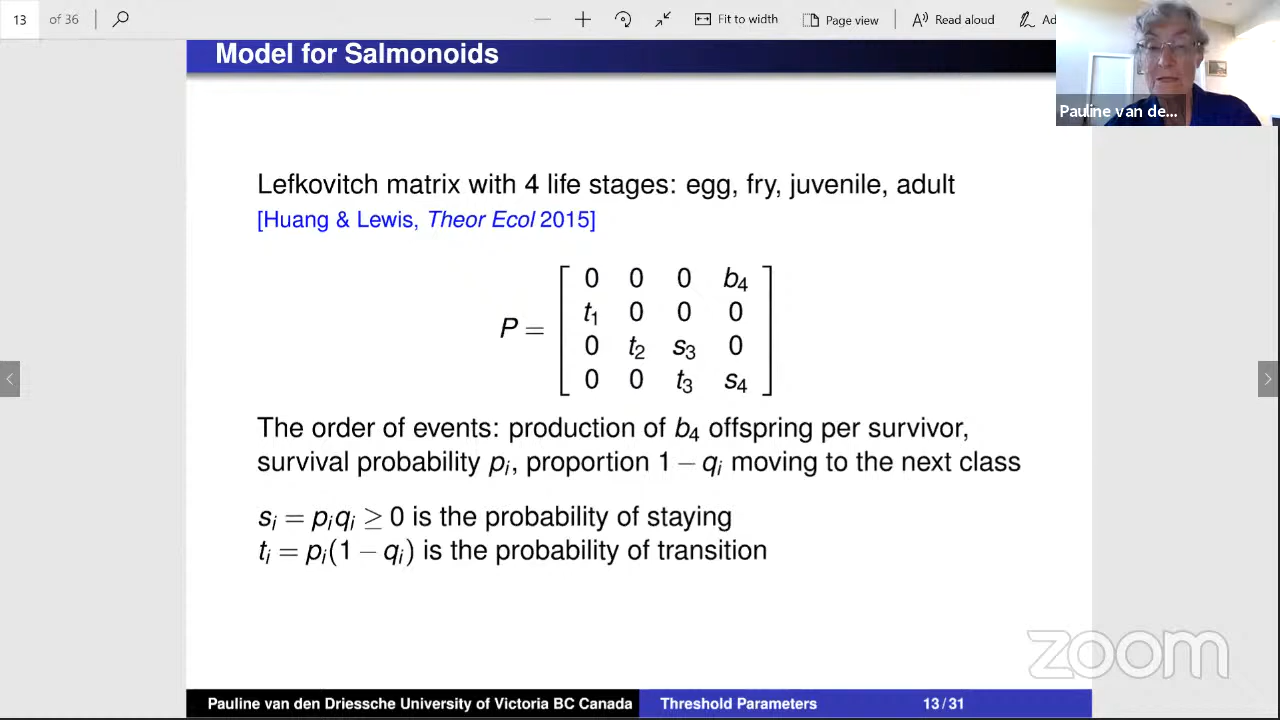 13 of 36 Fit to width Page view Read aloud Ad
Model for Salmonoids
Pauline van de...
Lefkovitch matrix with 4 life stages: egg, fry, juvenile, adult
[Huang & Lewis, Theor Ecol 2015]
P =
0 0 0 b₄
t₁ 0 0 0
0 t₂ s₃ 0
0 0 t₃ s₄
The order of events: production of b₄ offspring per survivor,
survival probability pᵢ, proportion 1 − qᵢ moving to the next class
sᵢ = pᵢqᵢ ≥ 0 is the probability of staying
tᵢ = pᵢ(1 − qᵢ) is the probability of transition
zoom
Pauline van den Driessche University of Victoria BC Canada Threshold Parameters 13 / 31